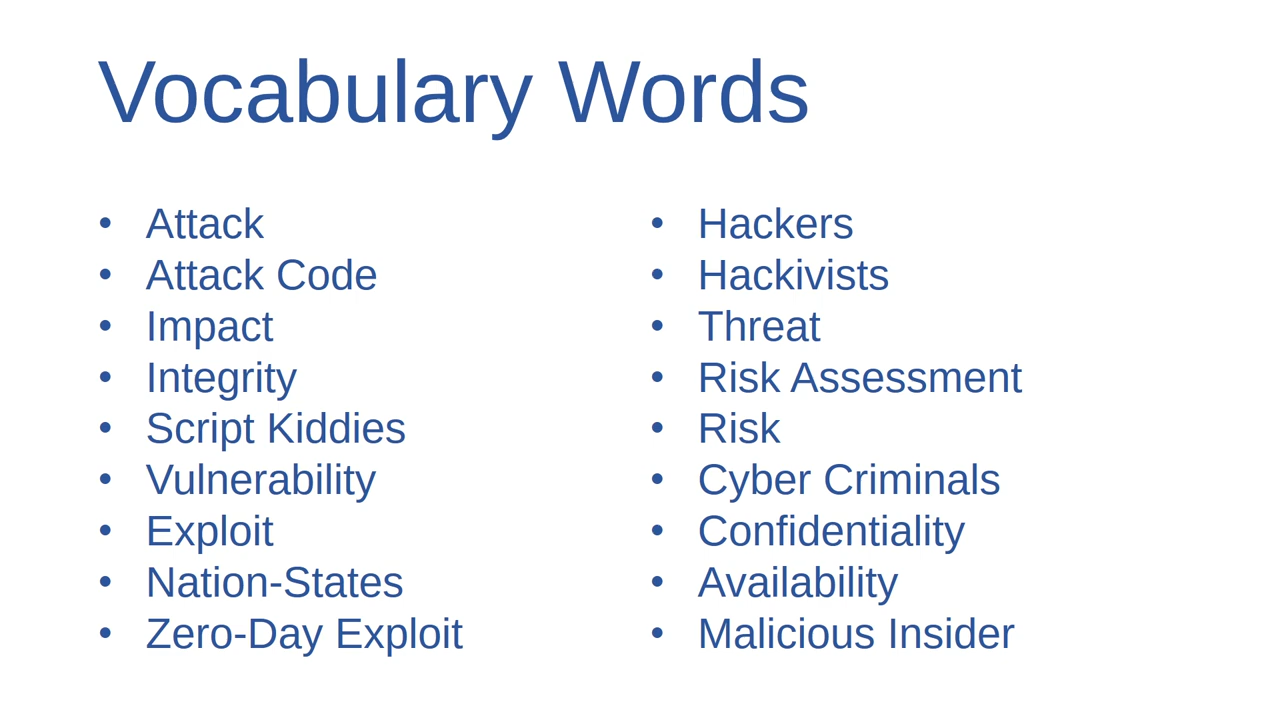 Vocabulary Words
• Attack
• Attack Code
• Impact
• Integrity
• Script Kiddies
• Vulnerability
• Exploit
• Nation-States
• Zero-Day Exploit
• Hackers
• Hackivists
• Threat
• Risk Assessment
• Risk
• Cyber Criminals
• Confidentiality
• Availability
• Malicious Insider